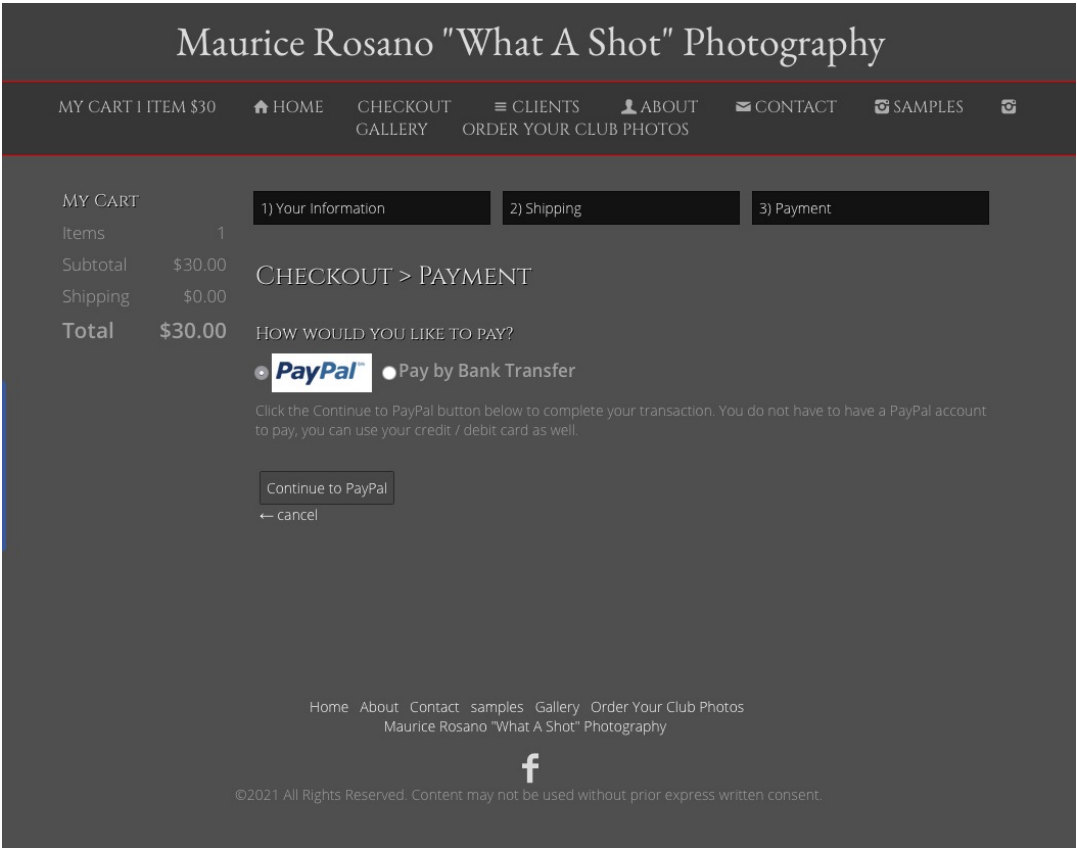 Maurice Rosano "What A Shot" Photography
MY CART 1 ITEM $30 HOME CHECKOUT CLIENTS ABOUT CONTACT SAMPLES
GALLERY ORDER YOUR CLUB PHOTOS
My Cart
Items 1
Subtotal $30.00
Shipping $0.00
Total $30.00
1) Your Information 2) Shipping 3) Payment
Checkout > Payment
How would you like to pay?
PayPal™ Pay by Bank Transfer
Click the Continue to PayPal button below to complete your transaction. You do not have to have a PayPal account
to pay, you can use your credit / debit card as well.
Continue to PayPal
← cancel
Home About Contact samples Gallery Order Your Club Photos
Maurice Rosano "What A Shot" Photography
©2021 All Rights Reserved. Content may not be used without prior express written consent.